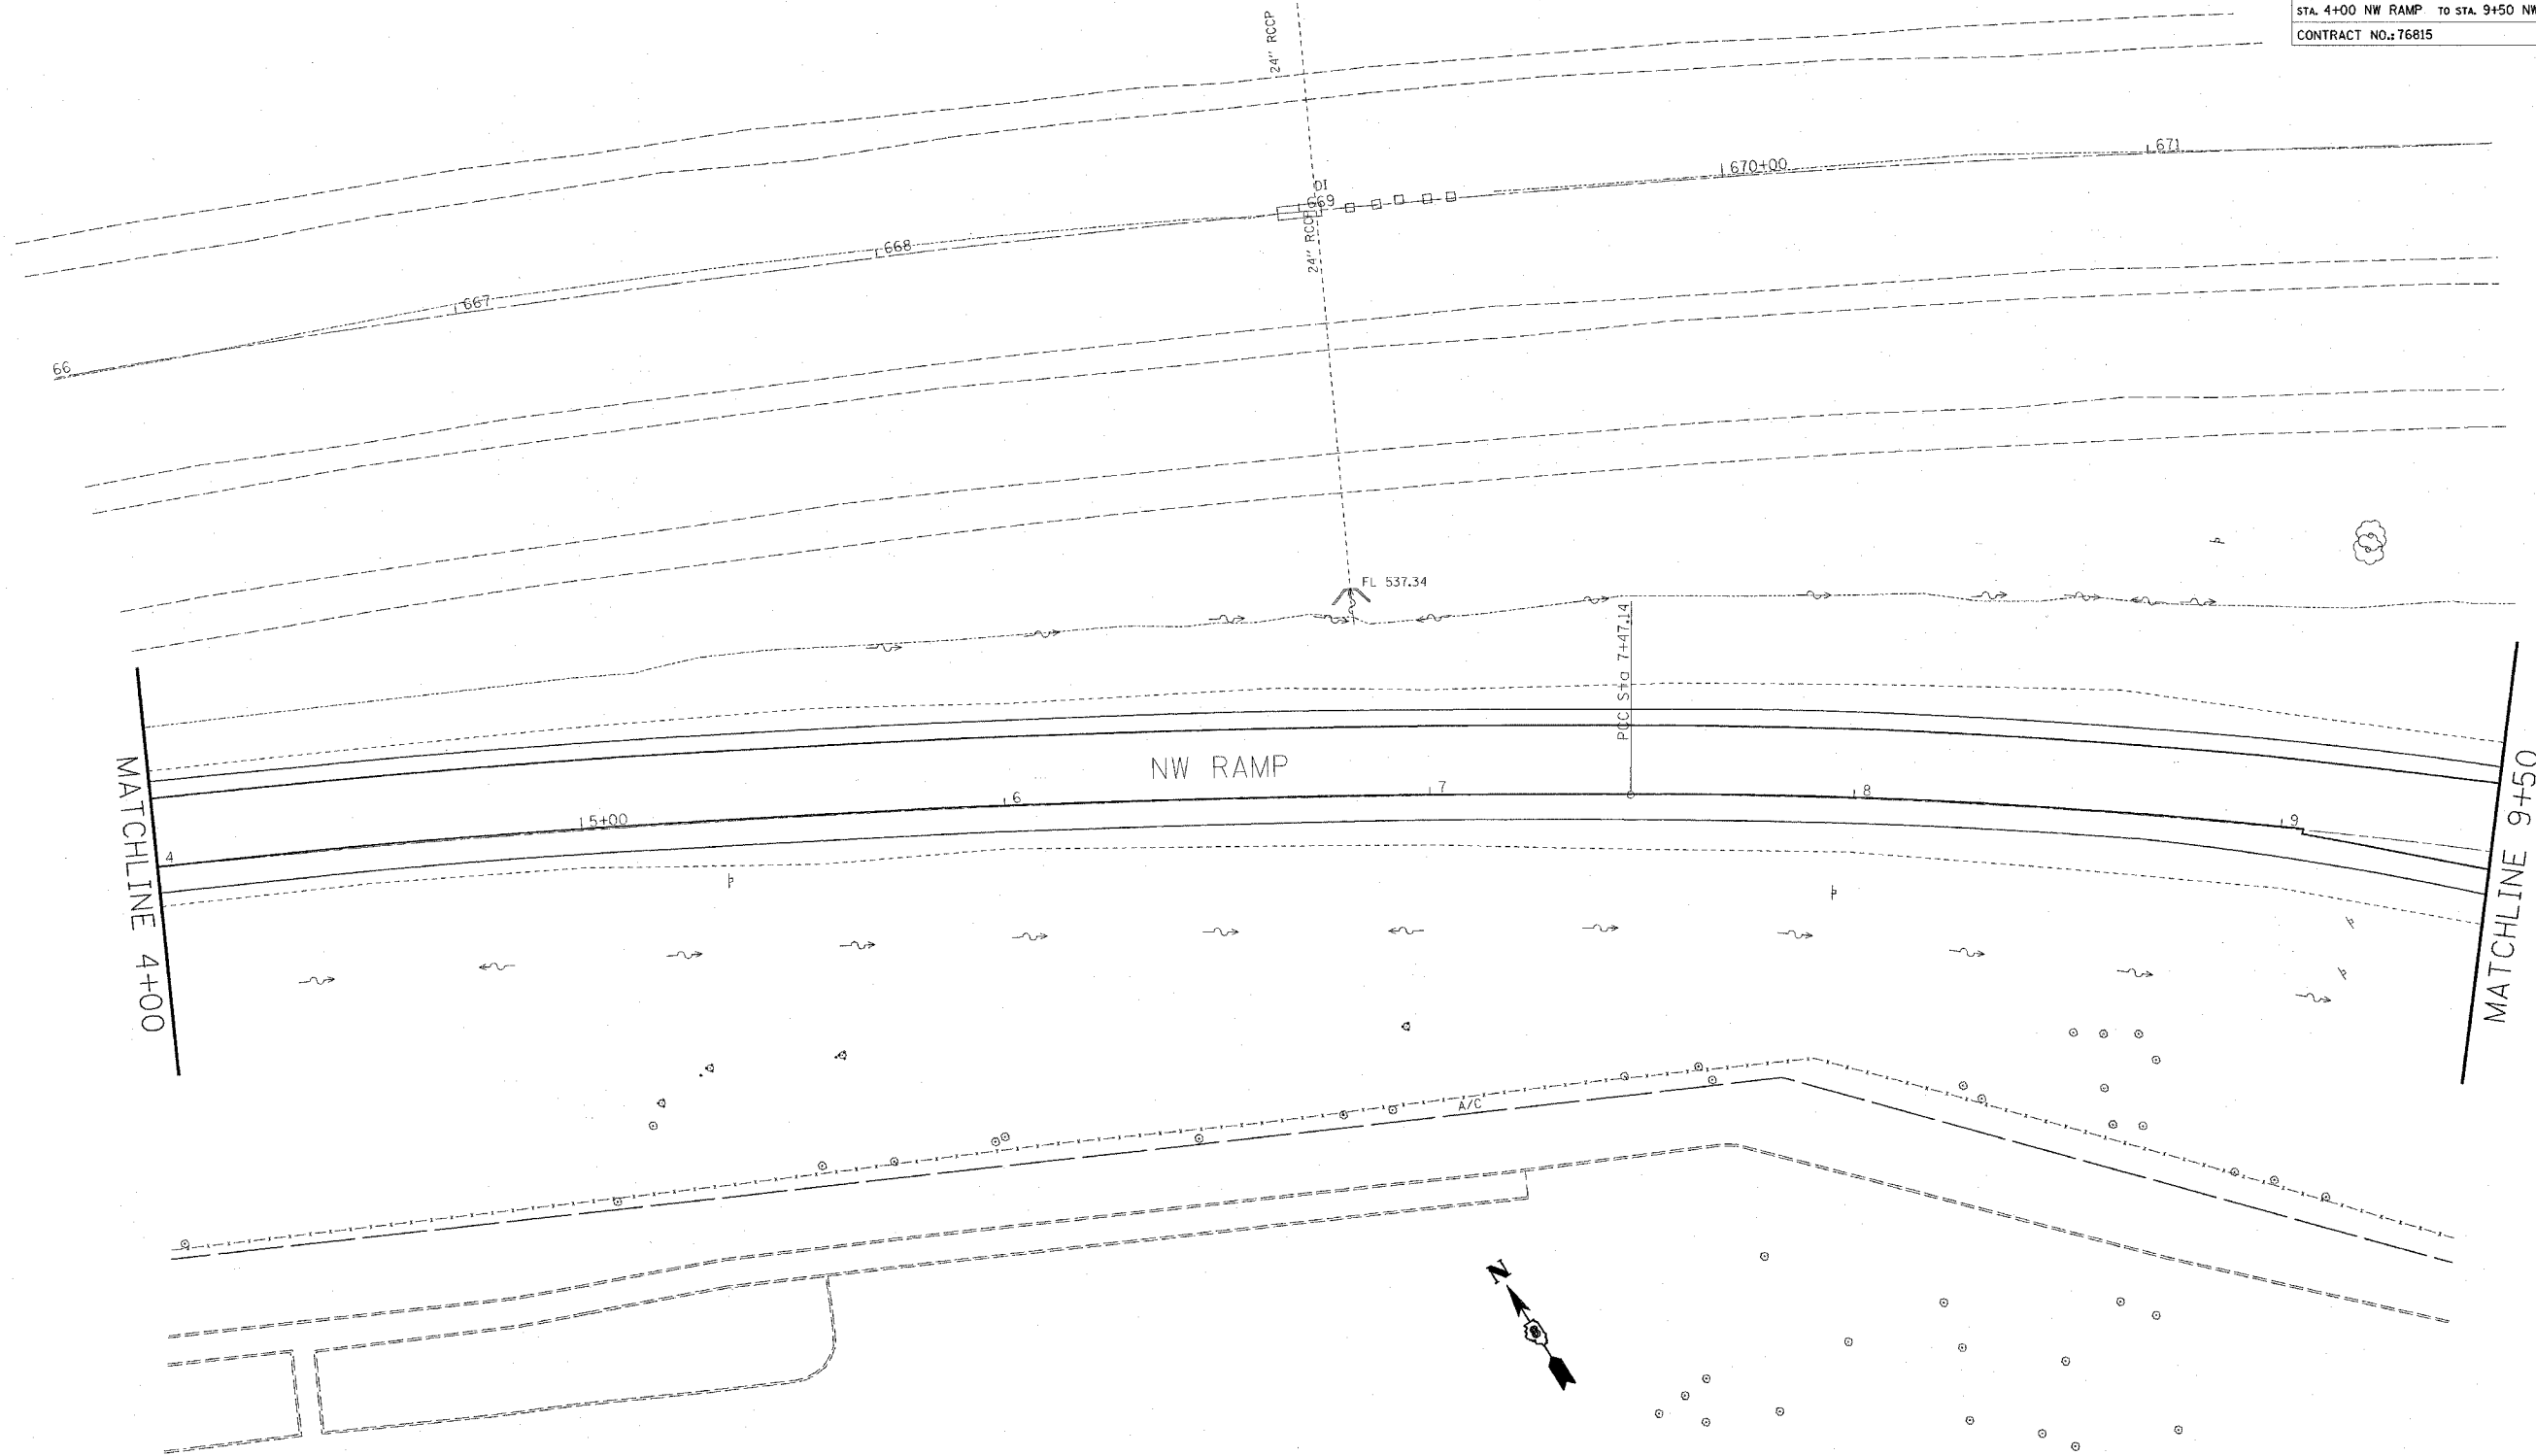 STA. 4+00 NW RAMP TO STA. 9+50 NW
CONTRACT NO.: 76815
24" RCCP
671
670+00
DI
669
24" RCCP
668
667
66
FL 537.34
PCC Sta 7+47.14
NW RAMP
MATCHLINE 4+00
4
5+00
6
7
8
9
MATCHLINE 9+50
A/C
N